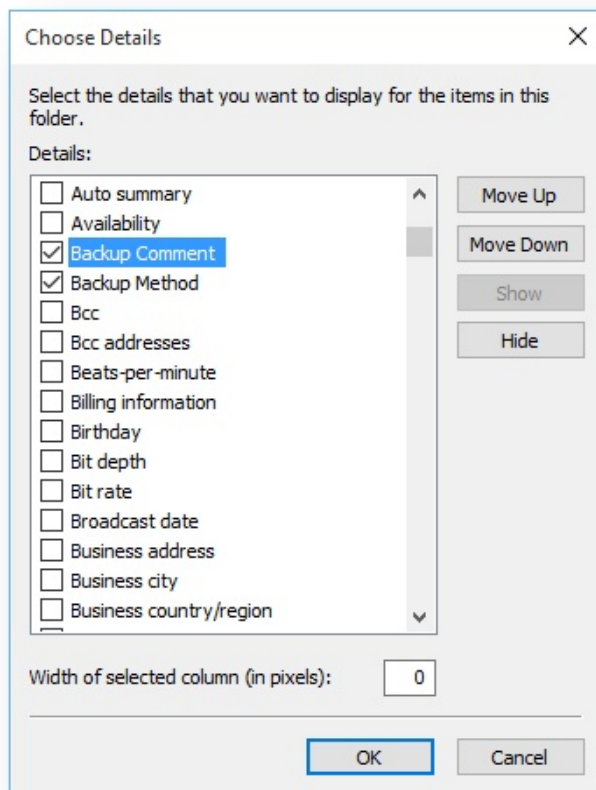 Choose Details
Select the details that you want to display for the items in this
folder.
Details:
Auto summary
Availability
Backup Comment
Backup Method
Bcc
Bcc addresses
Beats-per-minute
Billing information
Birthday
Bit depth
Bit rate
Broadcast date
Business address
Business city
Business country/region
Move Up
Move Down
Show
Hide
Width of selected column (in pixels): 0
OK Cancel